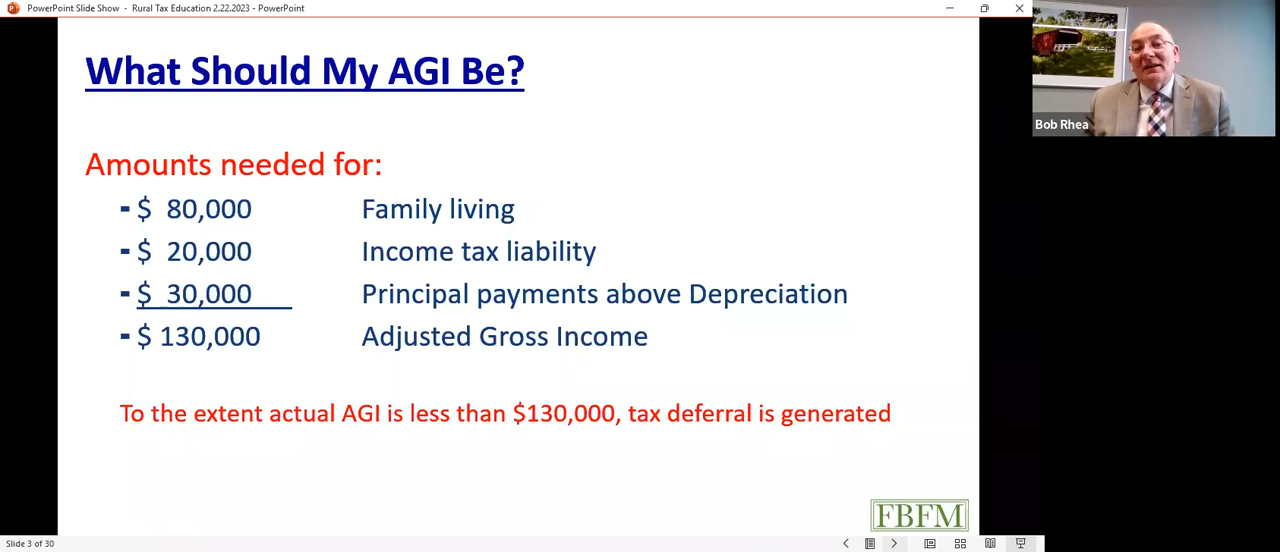 PowerPoint Slide Show - Rural Tax Education 2.22.2023 - PowerPoint
What Should My AGI Be?
Bob Rhea
Amounts needed for:
- $ 80,000 Family living
- $ 20,000 Income tax liability
- $ 30,000 Principal payments above Depreciation
- $ 130,000 Adjusted Gross Income
To the extent actual AGI is less than $130,000, tax deferral is generated
FBFM
Slide 3 of 30